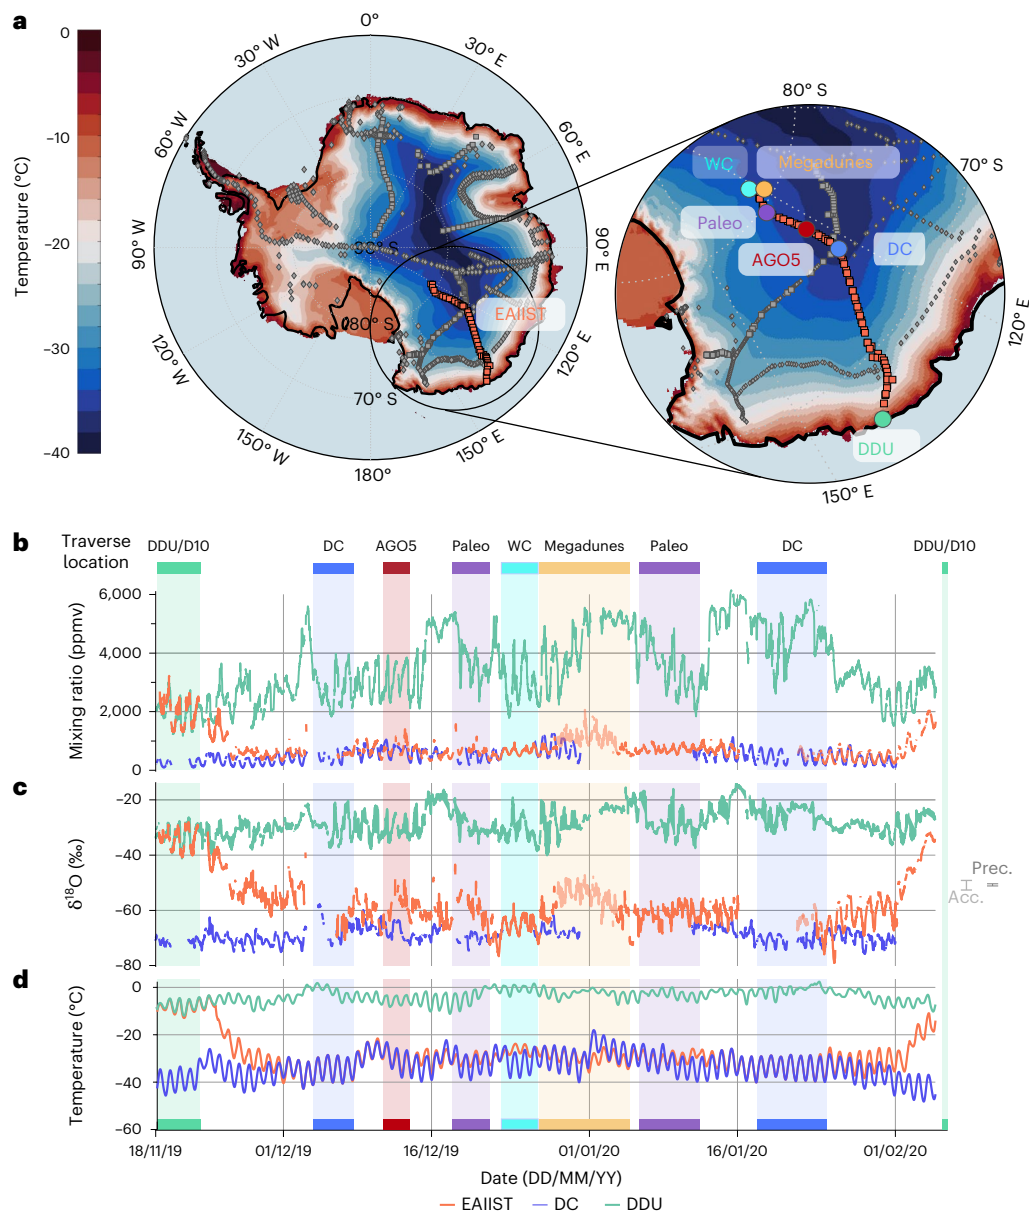 a
0
-10
-20
-30
-40
Temperature (°C)
0°
30° E
60° E
90° E
120° E
150° E
180°
150° W
120° W
90° W
60° W
30° W
90° S
80° S
70° S
EAIIST
80° S
70° S
120° E
150° E
WC
Megadunes
Paleo
AGO5
DC
DDU
b
Traverse
location
DDU/D10 DC AGO5 Paleo WC Megadunes Paleo DC DDU/D10
Mixing ratio (ppmv)
6,000
4,000
2,000
0
c
δ18O (‰)
-20
-40
-60
-80
Prec.
Acc.
d
Temperature (°C)
0
-20
-40
-60
18/11/19 01/12/19 16/12/19 01/01/20 16/01/20 01/02/20
Date (DD/MM/YY)
EAIIST DC DDU